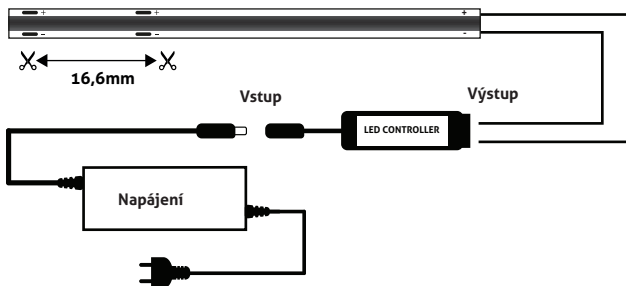 + + +
- - -
16,6mm
Vstup
Výstup
LED CONTROLLER
Napájení